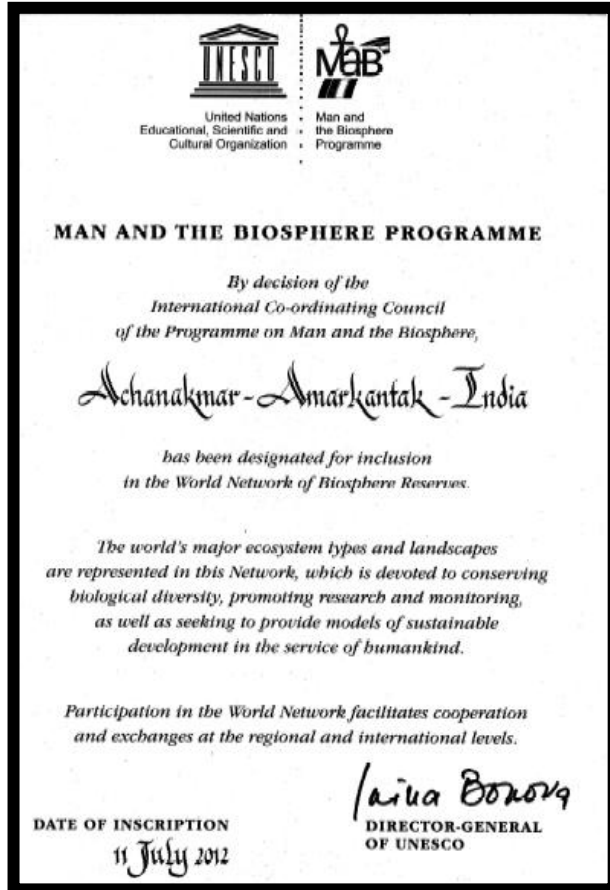 UNESCO
MaB
United Nations
Educational, Scientific and
Cultural Organization
Man and
the Biosphere
Programme
MAN AND THE BIOSPHERE PROGRAMME
By decision of the
International Co-ordinating Council
of the Programme on Man and the Biosphere,
Achanakmar-Amarkantak-India
has been designated for inclusion
in the World Network of Biosphere Reserves.
The world's major ecosystem types and landscapes
are represented in this Network, which is devoted to conserving
biological diversity, promoting research and monitoring,
as well as seeking to provide models of sustainable
development in the service of humankind.
Participation in the World Network facilitates cooperation
and exchanges at the regional and international levels.
Irina Bokova
DATE OF INSCRIPTION
11 July 2012
DIRECTOR-GENERAL
OF UNESCO